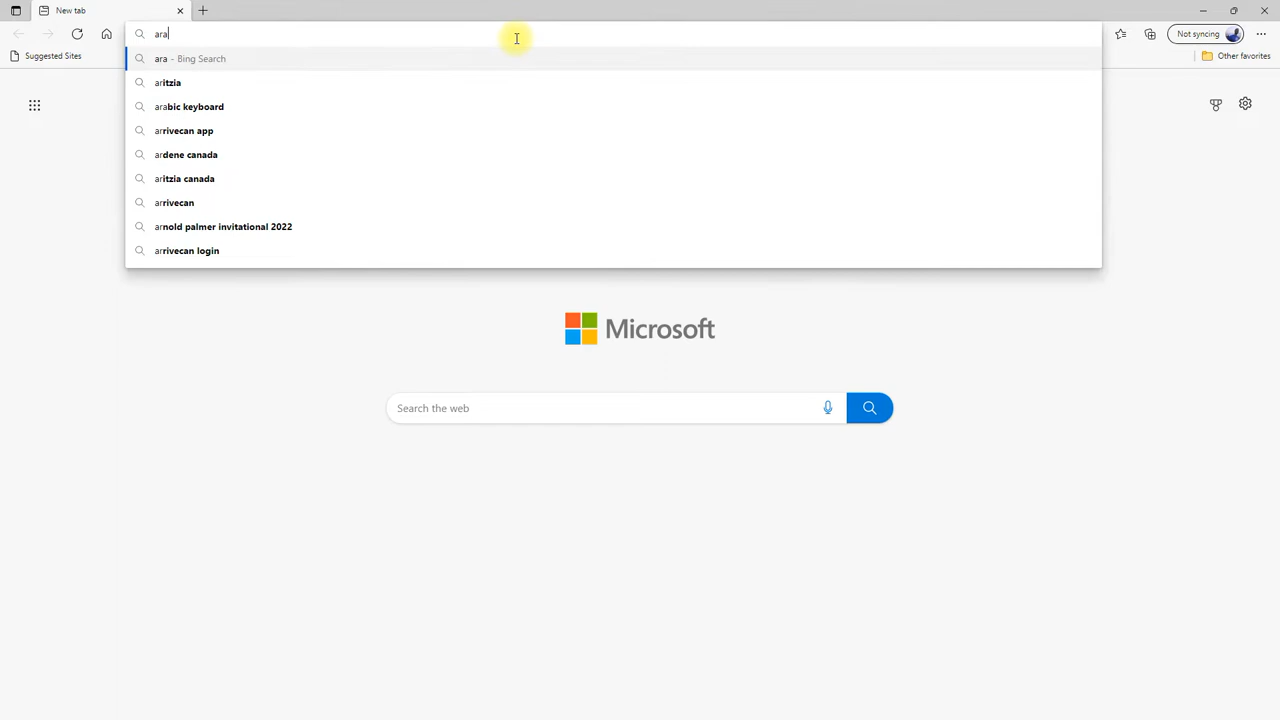 New tab
ara
Not syncing
Suggested Sites
Other favorites
ara - Bing Search
aritzia
arabic keyboard
arrivecan app
ardene canada
aritzia canada
arrivecan
arnold palmer invitational 2022
arrivecan login
Microsoft
Search the web